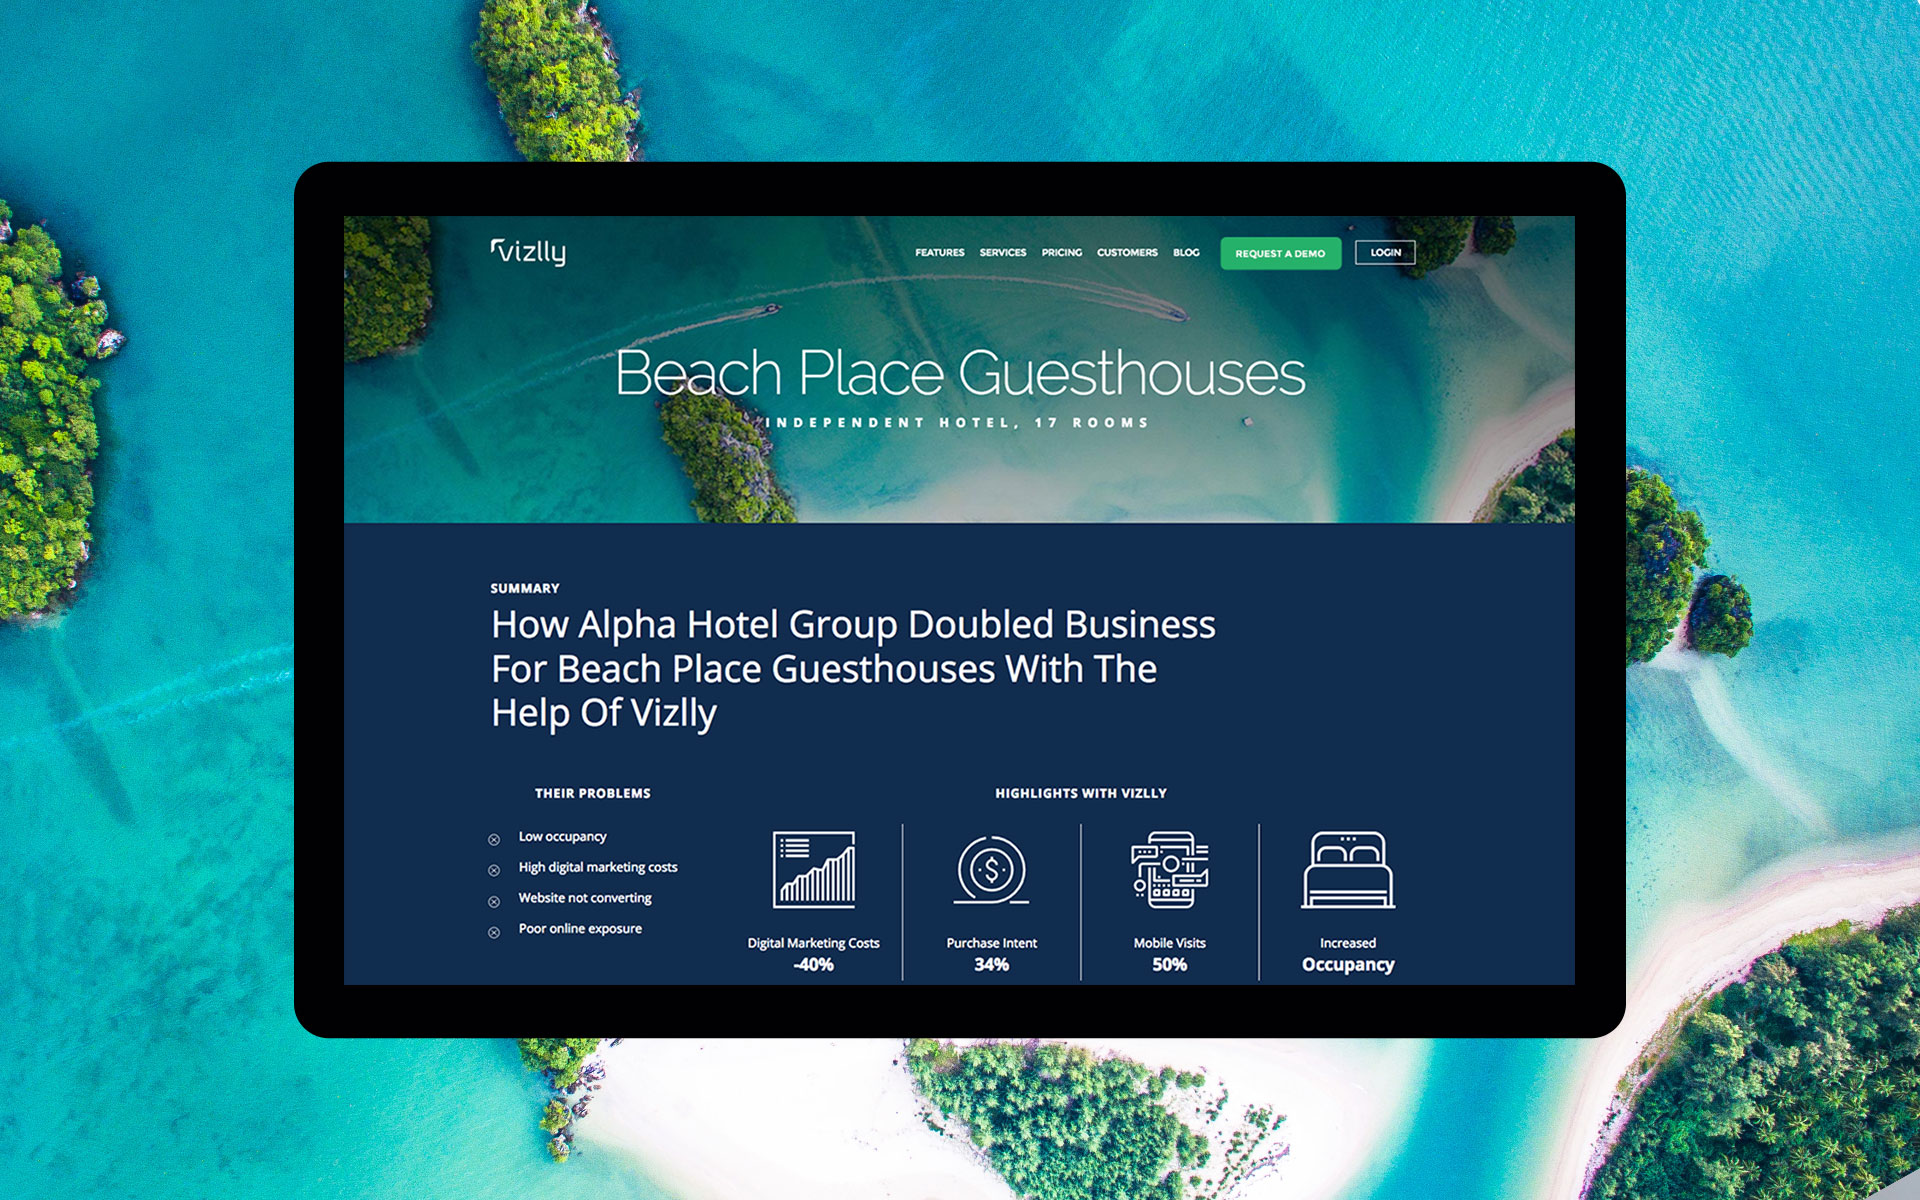 vizlly
FEATURES SERVICES PRICING CUSTOMERS BLOG REQUEST A DEMO LOGIN
Beach Place Guesthouses
INDEPENDENT HOTEL, 17 ROOMS
SUMMARY
How Alpha Hotel Group Doubled Business
For Beach Place Guesthouses With The
Help Of Vizlly
THEIR PROBLEMS
Low occupancy
High digital marketing costs
Website not converting
Poor online exposure
HIGHLIGHTS WITH VIZLLY
Digital Marketing Costs
-40%
Purchase Intent
34%
Mobile Visits
50%
Increased
Occupancy